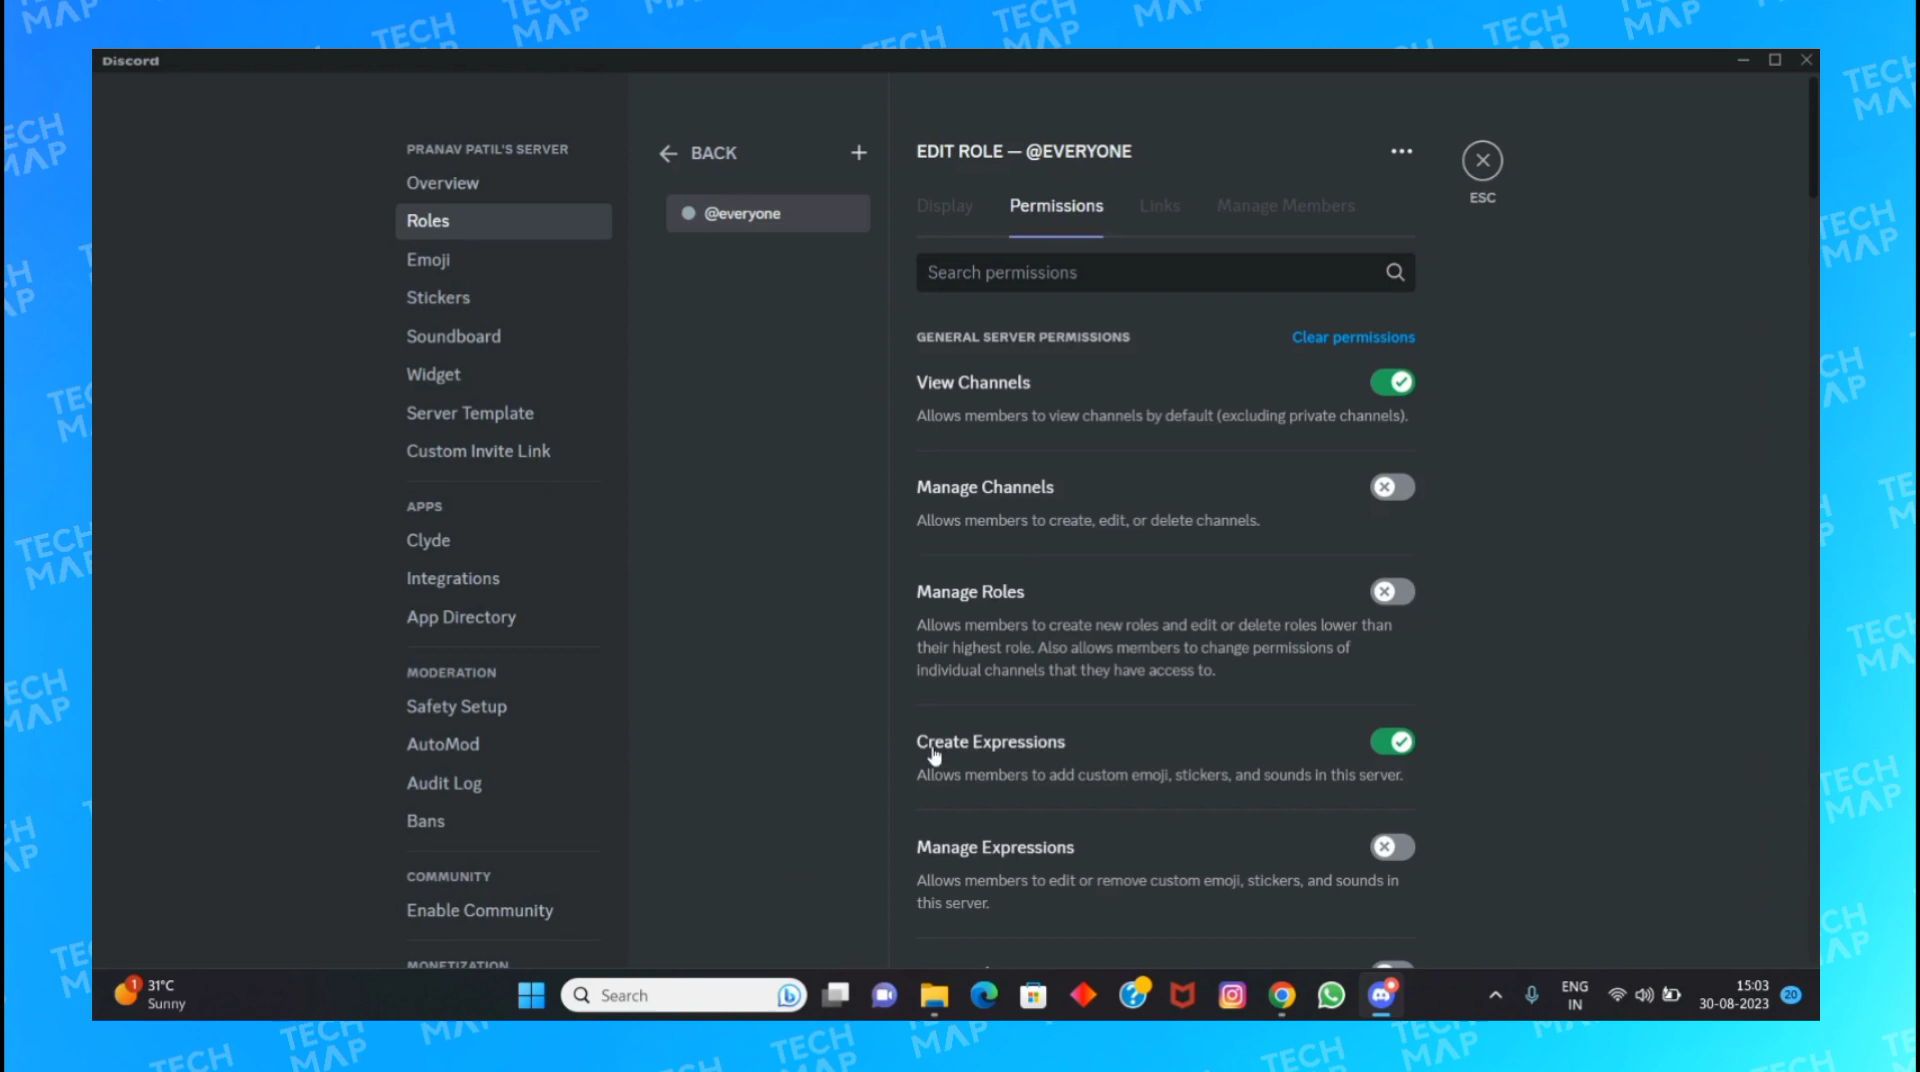 Discord
PRANAV PATIL'S SERVER
Overview
Roles
Emoji
Stickers
Soundboard
Widget
Server Template
Custom Invite Link
APPS
Clyde
Integrations
App Directory
MODERATION
Safety Setup
AutoMod
Audit Log
Bans
COMMUNITY
Enable Community
MONETIZATION
BACK
@everyone
EDIT ROLE — @EVERYONE
ESC
Display Permissions Links Manage Members
Search permissions
GENERAL SERVER PERMISSIONS Clear permissions
View Channels
Allows members to view channels by default (excluding private channels).
Manage Channels
Allows members to create, edit, or delete channels.
Manage Roles
Allows members to create new roles and edit or delete roles lower than
their highest role. Also allows members to change permissions of
individual channels that they have access to.
Create Expressions
Allows members to add custom emoji, stickers, and sounds in this server.
Manage Expressions
Allows members to edit or remove custom emoji, stickers, and sounds in
this server.
1
31°C
Sunny
Search
ENG
IN
15:03
30-08-2023
20
TECH
MAP